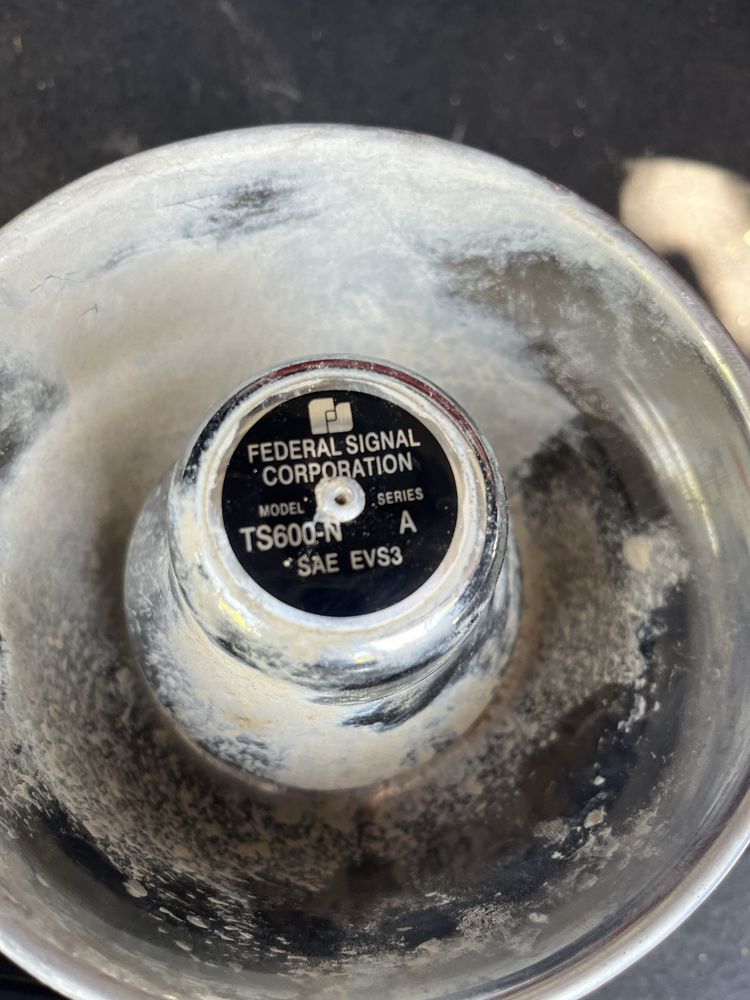 FEDERAL SIGNAL
CORPORATION
MODEL SERIES
TS600-N A
SAE EVS3